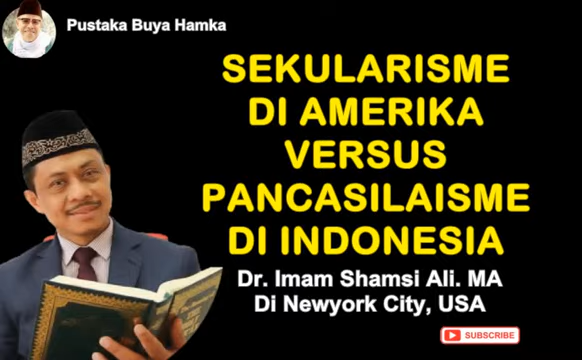 Pustaka Buya Hamka
SEKULARISME
DI AMERIKA
VERSUS
PANCASILAISME
DI INDONESIA
Dr. Imam Shamsi Ali. MA
Di Newyork City, USA
SUBSCRIBE